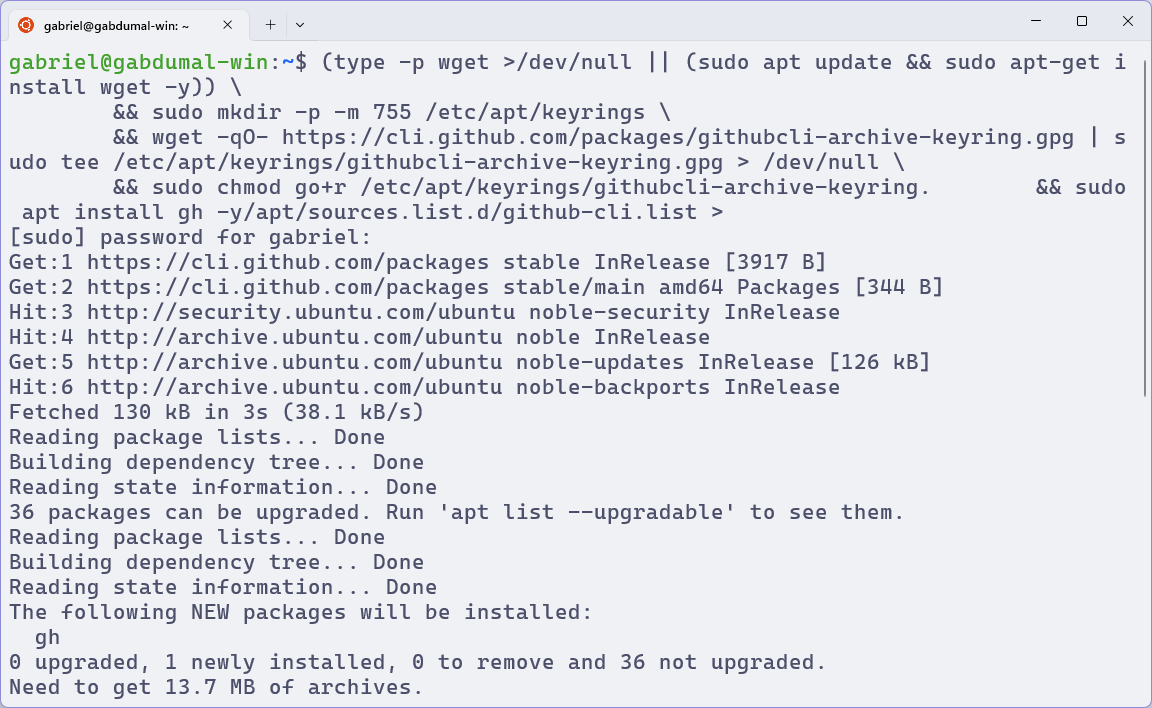 gabriel@gabdumal-win: ~
gabriel@gabdumal-win:~$ (type -p wget >/dev/null || (sudo apt update && sudo apt-get i
nstall wget -y)) \
        && sudo mkdir -p -m 755 /etc/apt/keyrings \
        && wget -qO- https://cli.github.com/packages/githubcli-archive-keyring.gpg | s
udo tee /etc/apt/keyrings/githubcli-archive-keyring.gpg > /dev/null \
        && sudo chmod go+r /etc/apt/keyrings/githubcli-archive-keyring.        && sudo
 apt install gh -y/apt/sources.list.d/github-cli.list >
[sudo] password for gabriel:
Get:1 https://cli.github.com/packages stable InRelease [3917 B]
Get:2 https://cli.github.com/packages stable/main amd64 Packages [344 B]
Hit:3 http://security.ubuntu.com/ubuntu noble-security InRelease
Hit:4 http://archive.ubuntu.com/ubuntu noble InRelease
Get:5 http://archive.ubuntu.com/ubuntu noble-updates InRelease [126 kB]
Hit:6 http://archive.ubuntu.com/ubuntu noble-backports InRelease
Fetched 130 kB in 3s (38.1 kB/s)
Reading package lists... Done
Building dependency tree... Done
Reading state information... Done
36 packages can be upgraded. Run 'apt list --upgradable' to see them.
Reading package lists... Done
Building dependency tree... Done
Reading state information... Done
The following NEW packages will be installed:
  gh
0 upgraded, 1 newly installed, 0 to remove and 36 not upgraded.
Need to get 13.7 MB of archives.